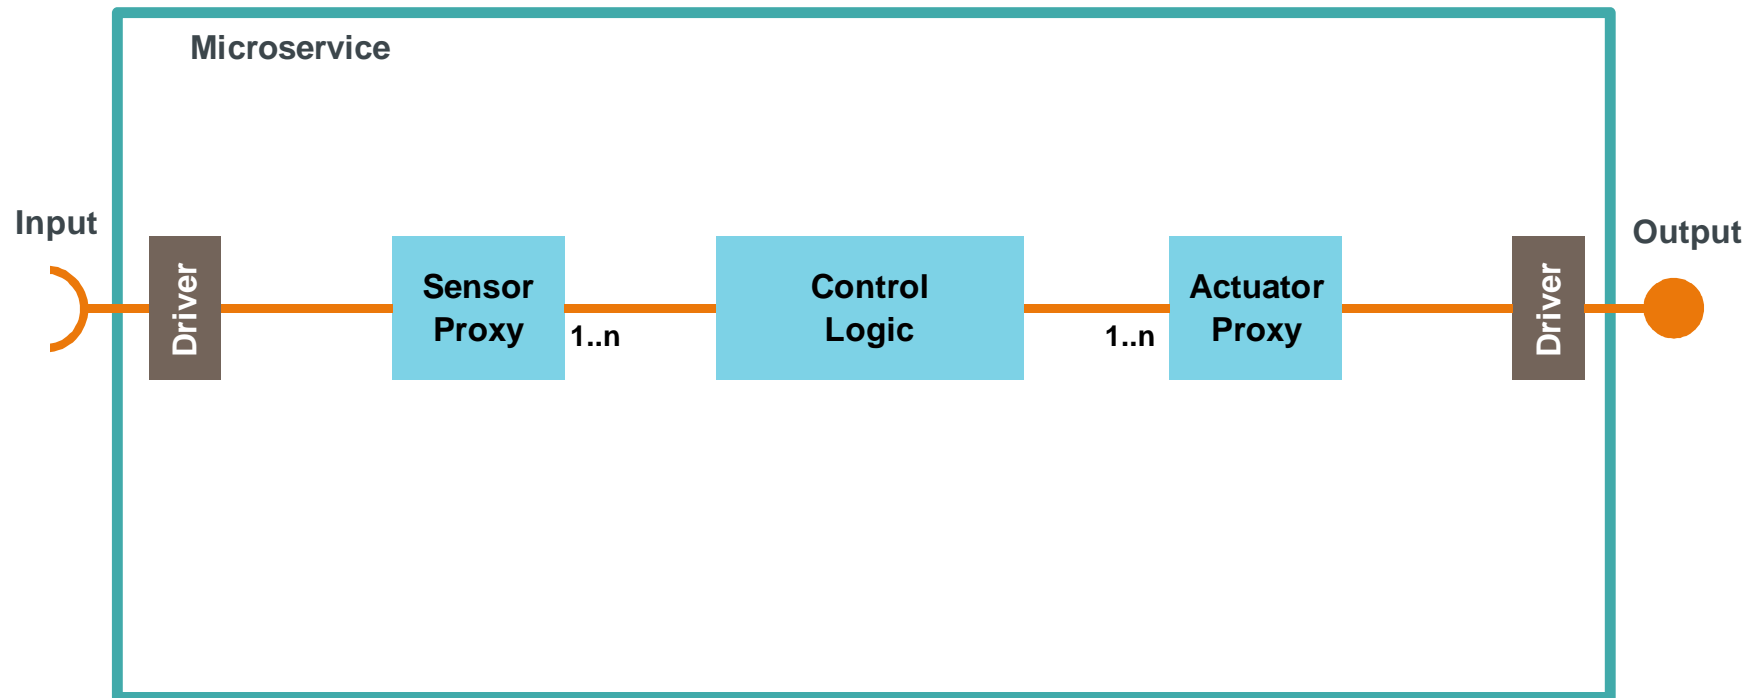 Microservice
Input
Output
Driver
Sensor
Proxy
1..n
Control
Logic
1..n
Actuator
Proxy
Driver